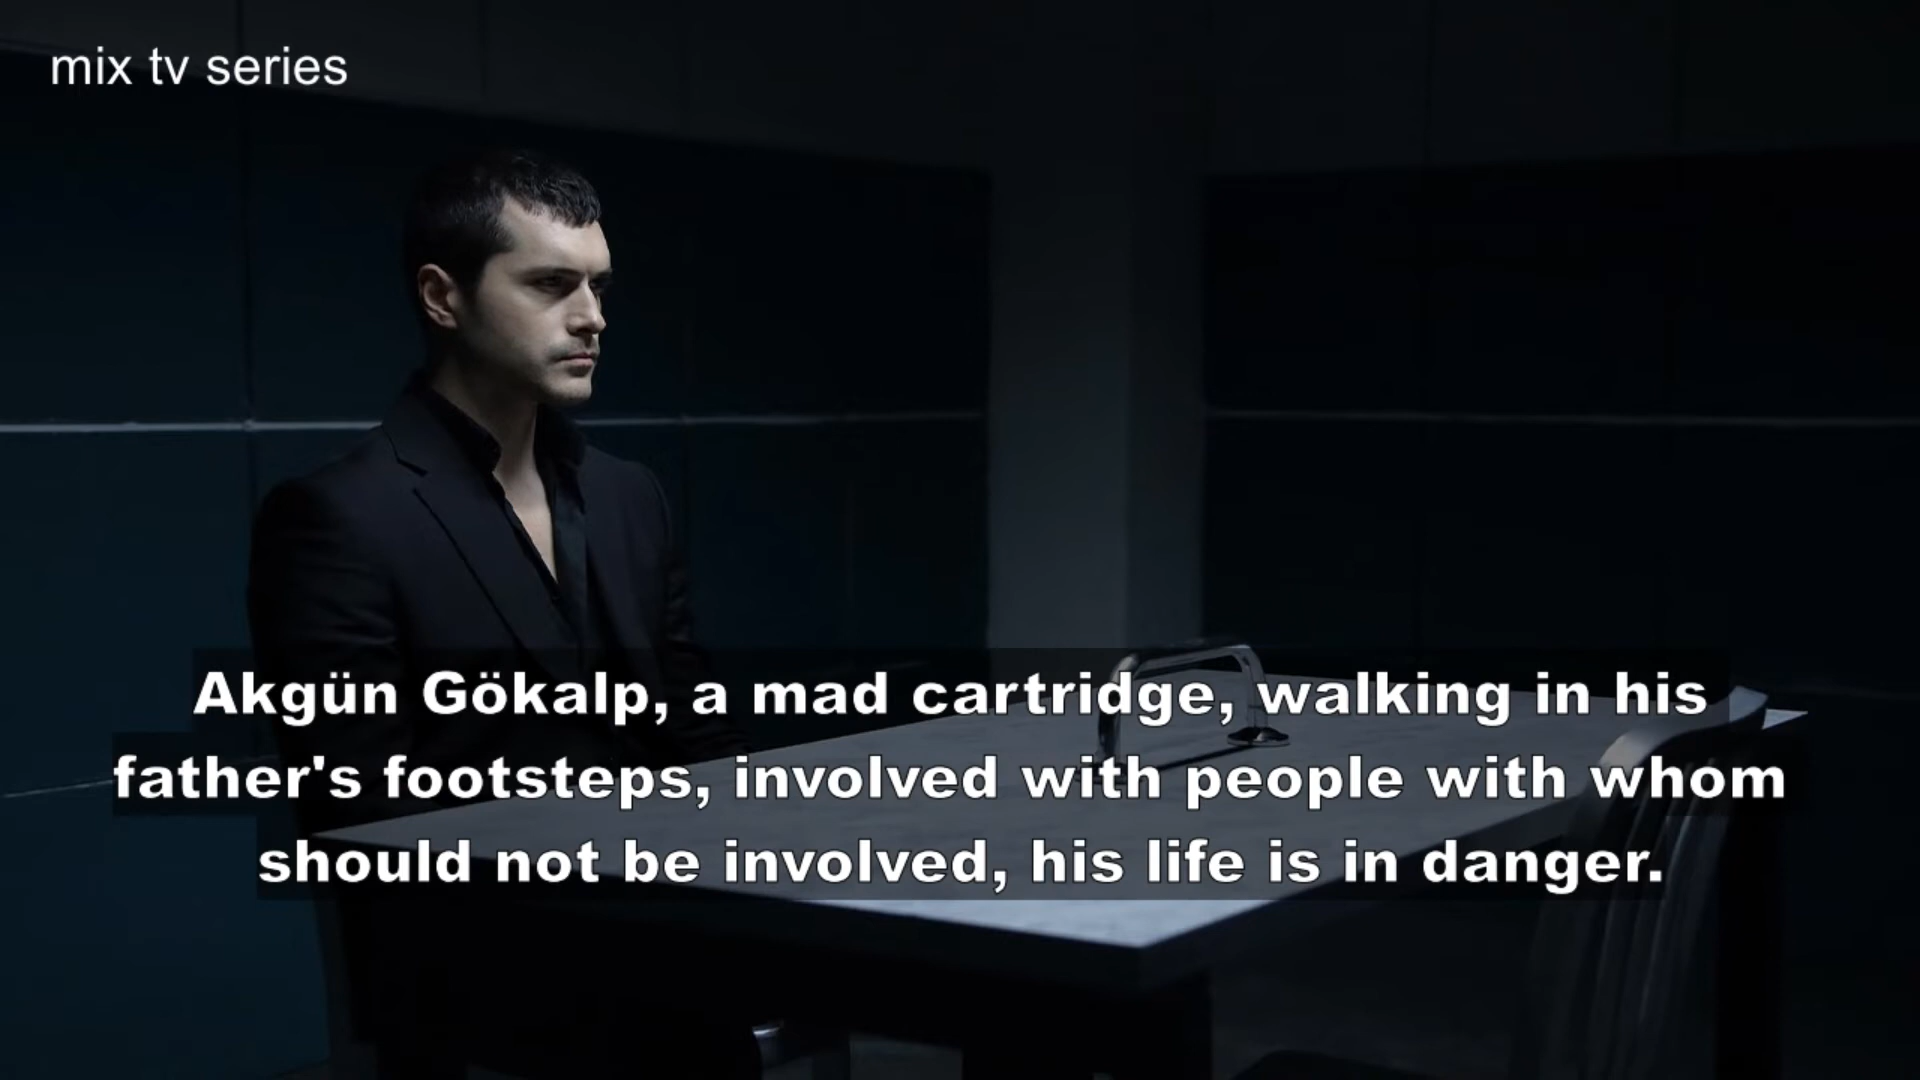 mix tv series
Akgün Gökalp, a mad cartridge, walking in his
father's footsteps, involved with people with whom
should not be involved, his life is in danger.